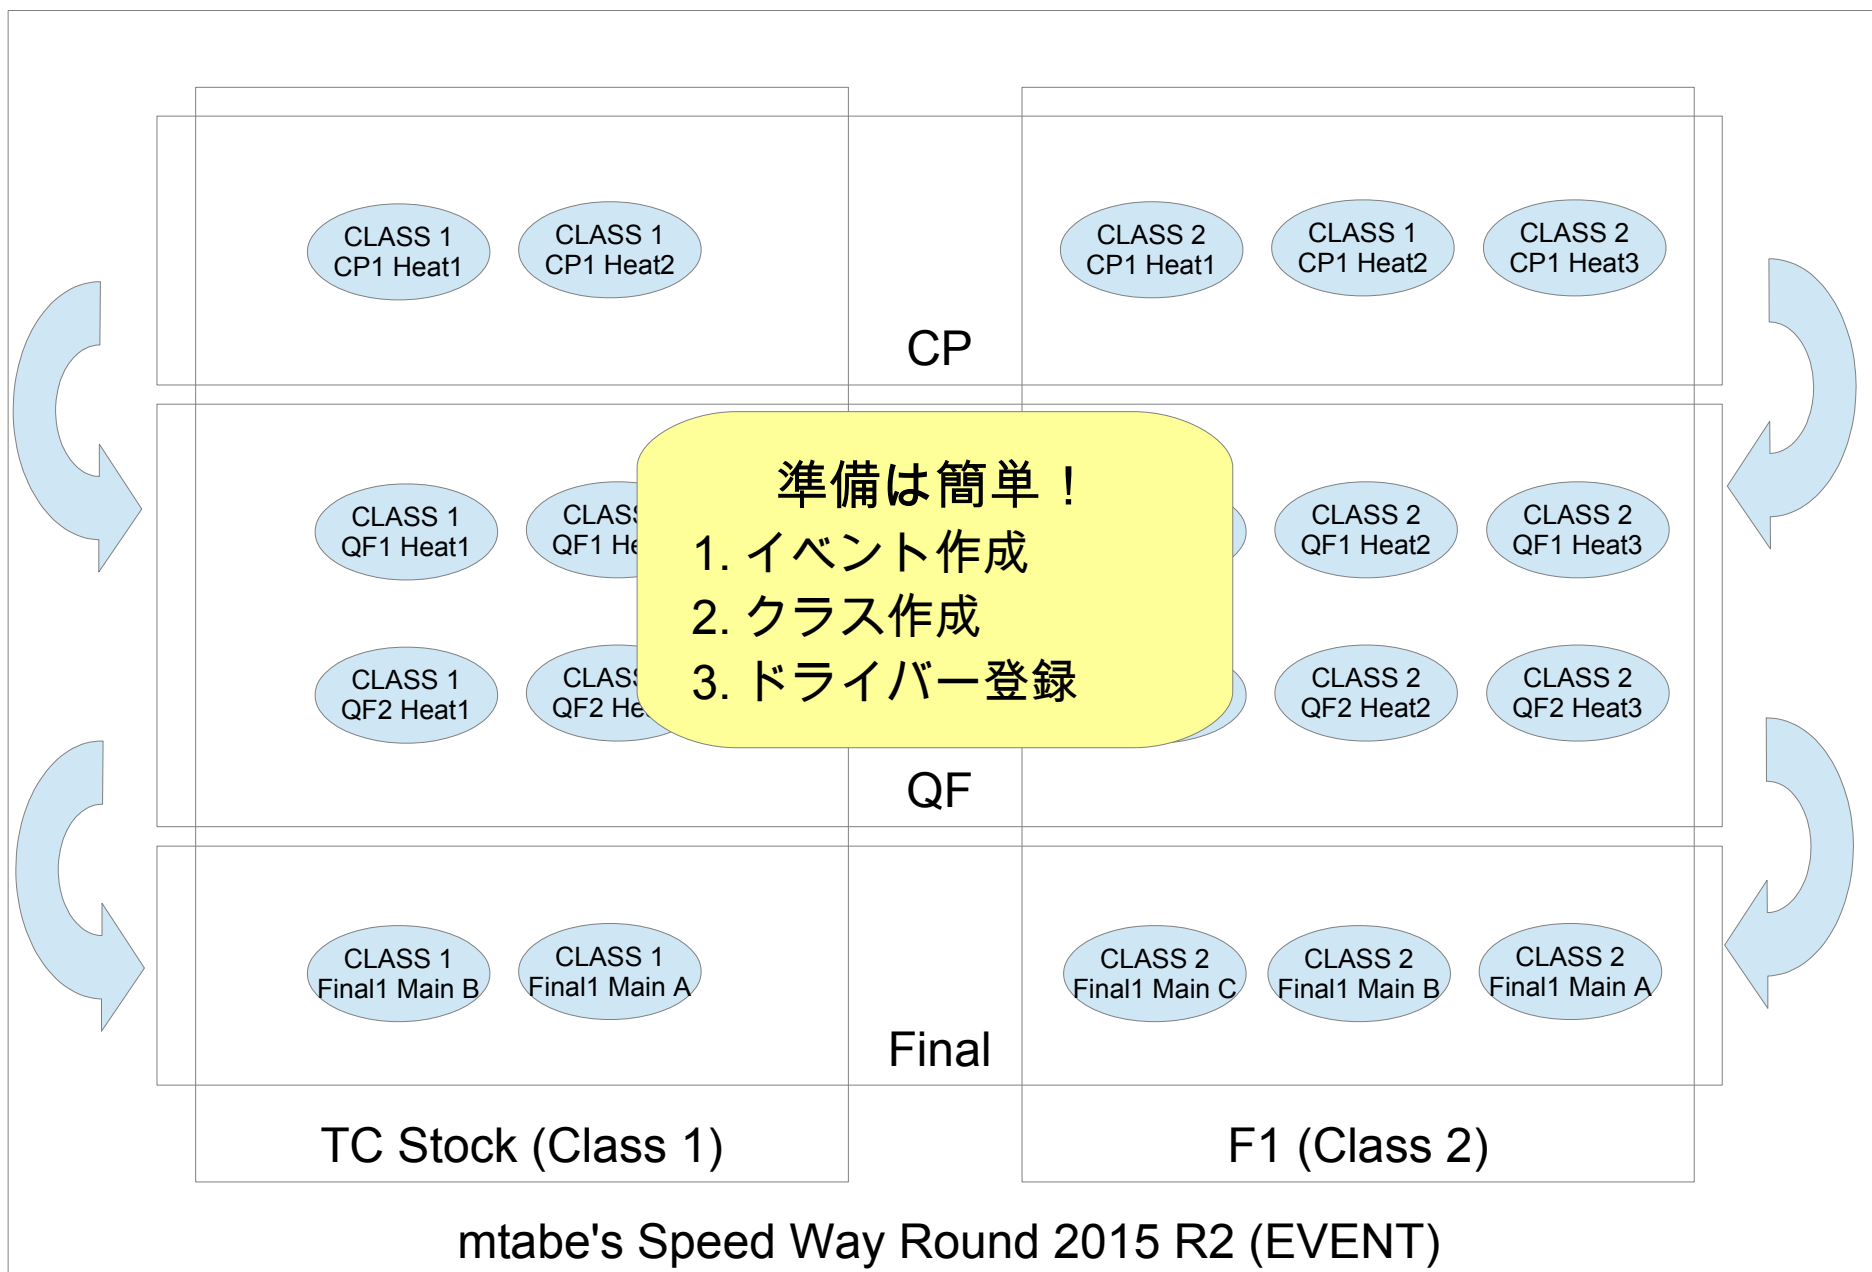 CLASS 1
CP1 Heat1
CLASS 1
CP1 Heat2
CLASS 2
CP1 Heat1
CLASS 1
CP1 Heat2
CLASS 2
CP1 Heat3
CP
CLASS 1
QF1 Heat1
準備は簡単！
1. イベント作成
2. クラス作成
3. ドライバー登録
CLASS 2
QF1 Heat2
CLASS 2
QF1 Heat3
CLASS 1
QF2 Heat1
CLASS 2
QF2 Heat2
CLASS 2
QF2 Heat3
QF
CLASS 1
Final1 Main B
CLASS 1
Final1 Main A
CLASS 2
Final1 Main C
CLASS 2
Final1 Main B
CLASS 2
Final1 Main A
Final
TC Stock (Class 1)
F1 (Class 2)
mtabe's Speed Way Round 2015 R2 (EVENT)